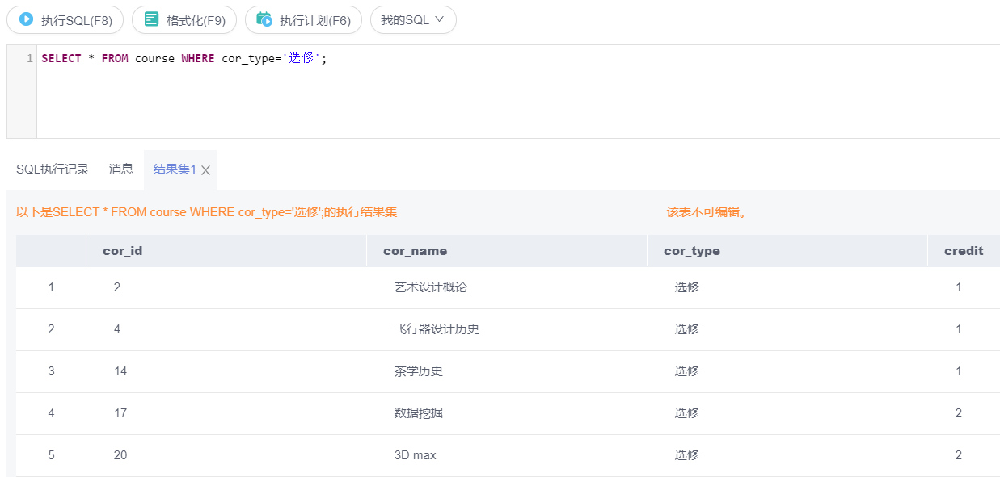 执行SQL(F8) 格式化(F9) 执行计划(F6) 我的SQL
1 SELECT * FROM course WHERE cor_type='选修';
SQL执行记录 消息 结果集1
以下是SELECT * FROM course WHERE cor_type='选修';的执行结果集 该表不可编辑。
cor_id cor_name cor_type credit
1 2 艺术设计概论 选修 1
2 4 飞行器设计历史 选修 1
3 14 茶学历史 选修 1
4 17 数据挖掘 选修 2
5 20 3D max 选修 2